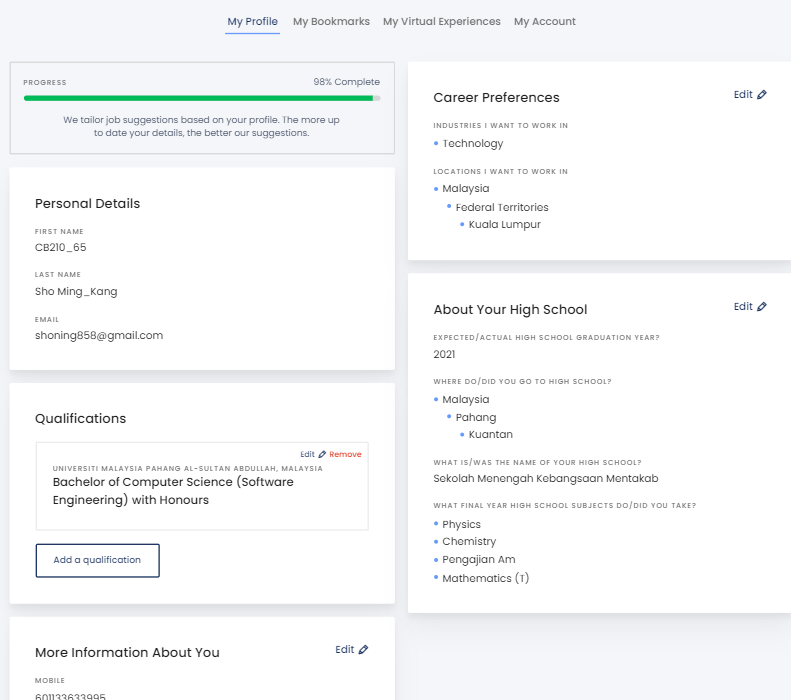 My Profile My Bookmarks My Virtual Experiences My Account
PROGRESS 98% Complete
We tailor job suggestions based on your profile. The more up
to date your details, the better our suggestions.
Personal Details
FIRST NAME
CB210_65
LAST NAME
Sho Ming_Kang
EMAIL
shoning858@gmail.com
Qualifications
Edit Remove
UNIVERSITI MALAYSIA PAHANG AL-SULTAN ABDULLAH, MALAYSIA
Bachelor of Computer Science (Software
Engineering) with Honours
Add a qualification
More Information About You Edit
MOBILE
601133633995
Career Preferences Edit
INDUSTRIES I WANT TO WORK IN
Technology
LOCATIONS I WANT TO WORK IN
Malaysia
Federal Territories
Kuala Lumpur
About Your High School Edit
EXPECTED/ACTUAL HIGH SCHOOL GRADUATION YEAR?
2021
WHERE DO/DID YOU GO TO HIGH SCHOOL?
Malaysia
Pahang
Kuantan
WHAT IS/WAS THE NAME OF YOUR HIGH SCHOOL?
Sekolah Menengah Kebangsaan Mentakab
WHAT FINAL YEAR HIGH SCHOOL SUBJECTS DO/DID YOU TAKE?
Physics
Chemistry
Pengajian Am
Mathematics (T)